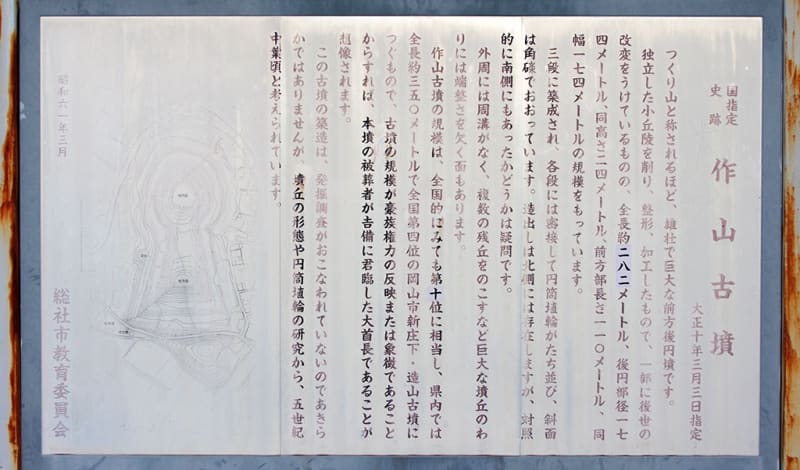 国指定
史跡
作山古墳
大正十年三月三日指定
つくり山と称されるほど、雄壮で巨大な前方後円墳です。
独立した小丘陵を削り、整形、加工したもので、一部に後世の
改変をうけているものの、全長約二八二メートル、後円部径一七
四メートル、同高さ二四メートル、前方部長さ一一〇メートル、同
幅一七四メートルの規模をもっています。
三段に築成され、各段には密接して円筒埴輪がたち並び、斜面
は角礫でおおっています。造出しは北側には存在しますが、対照
的に南側にもあったかどうかは疑問です。
外周には周溝がなく、複数の残丘をのこすなど巨大な墳丘のわ
りには端整さを欠く面もあります。
作山古墳の規模は、全国的にみても第十位に相当し、県内では
全長約三五〇メートルで全国第四位の岡山市新庄下・造山古墳に
つぐもので、古墳の規模が豪族権力の反映または象徴であること
からすれば、本墳の被葬者が吉備に君臨した大首長であることが
想像されます。
この古墳の築造は、発掘調査がおこなわれていないのであきら
かではありませんが、墳丘の形態や円筒埴輪の研究から、五世紀
中葉頃と考えられています。
昭和六一年三月
総社市教育委員会